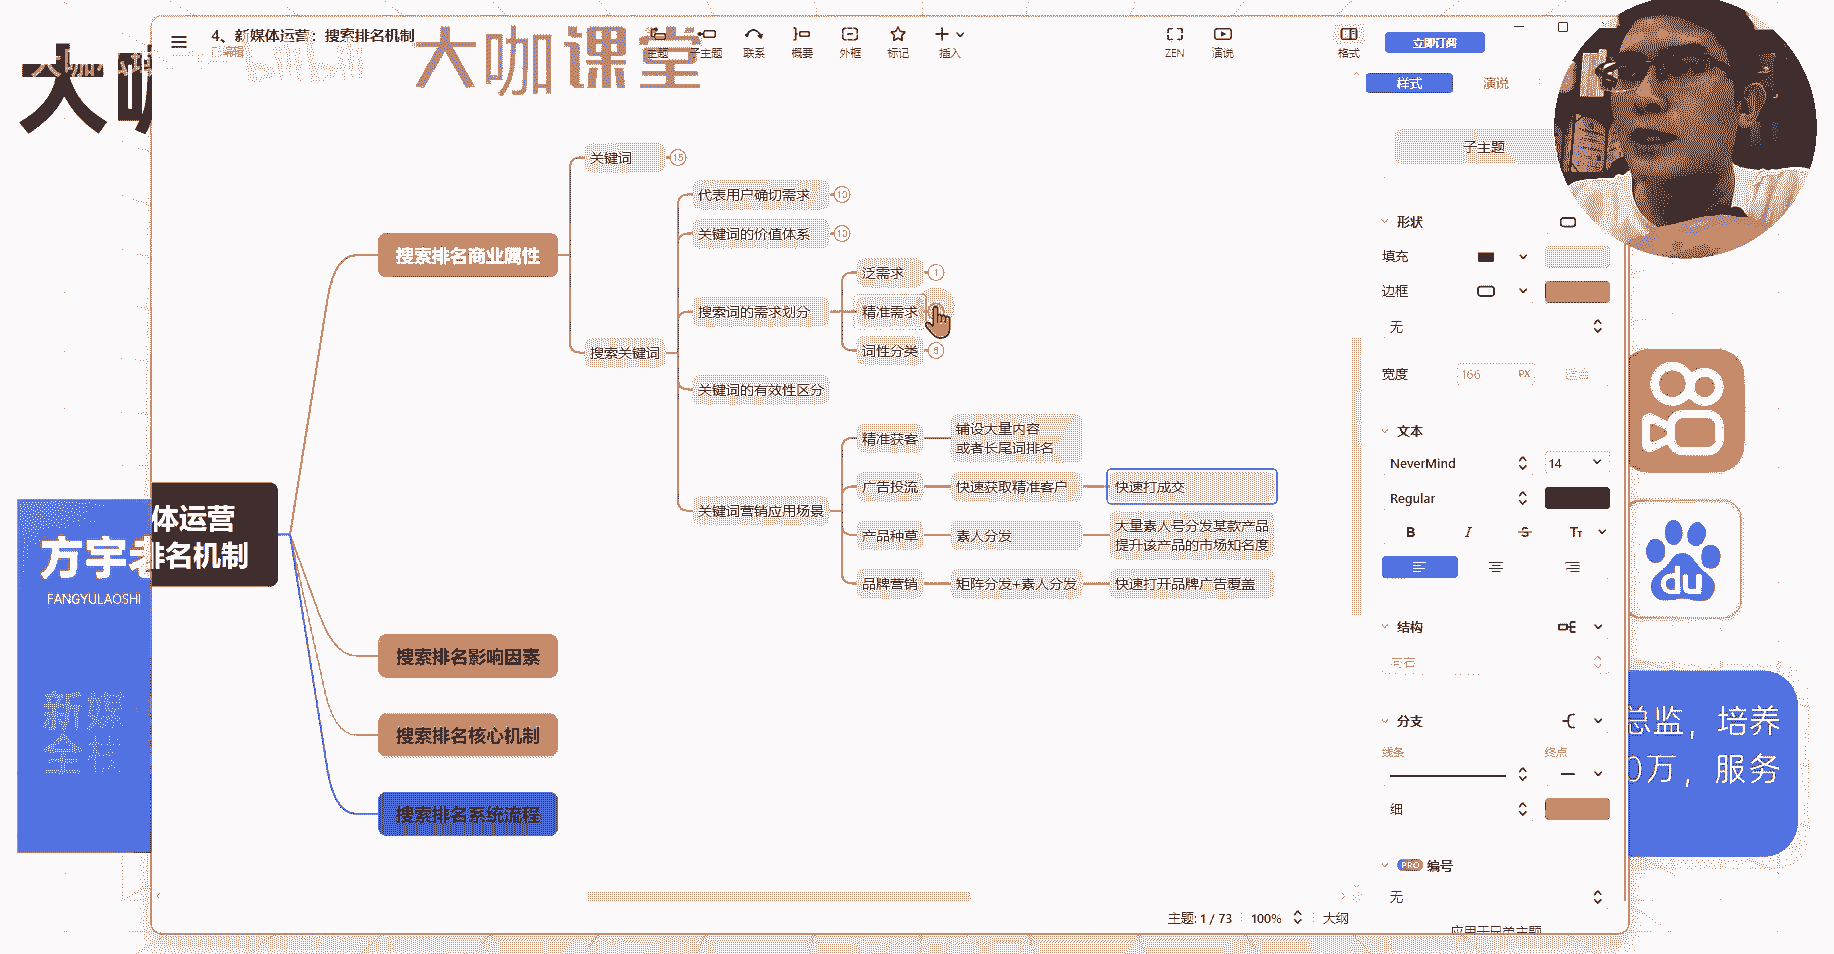 4、新媒体运营：搜索排名机制
已编辑
大咖课堂
主题
子主题
联系
概要
外框
标记
插入
ZEN
演说
格式
立即订阅
样式
演说
子主题
形状
填充
边框
无
宽度
166
PX
文本
NeverMind
14
Regular
B
I
S
TT
结构
分支
线条
终点
细
PRO 编号
无
应用于兄弟主题
关键词
15
代表用户确切需求
关键词的价值体系
泛需求
1
搜索词的需求划分
精准需求
词性分类
6
搜索排名商业属性
搜索关键词
关键词的有效性区分
精准获客
铺设大量内容
或者长尾词排名
广告投流
快速获取精准客户
快速打成交
关键词营销应用场景
产品种草
素人分发
大量素人号分发某款产品
提升该产品的市场知名度
品牌营销
矩阵分发+素人分发
快速打开品牌广告覆盖
体运营
排名机制
搜索排名影响因素
搜索排名核心机制
搜索排名系统流程
主题: 1 / 73
100%
大纲
大咖
方宇老
FANGYULAOSHI
新媒
全栈
du
总监，培养
0万，服务